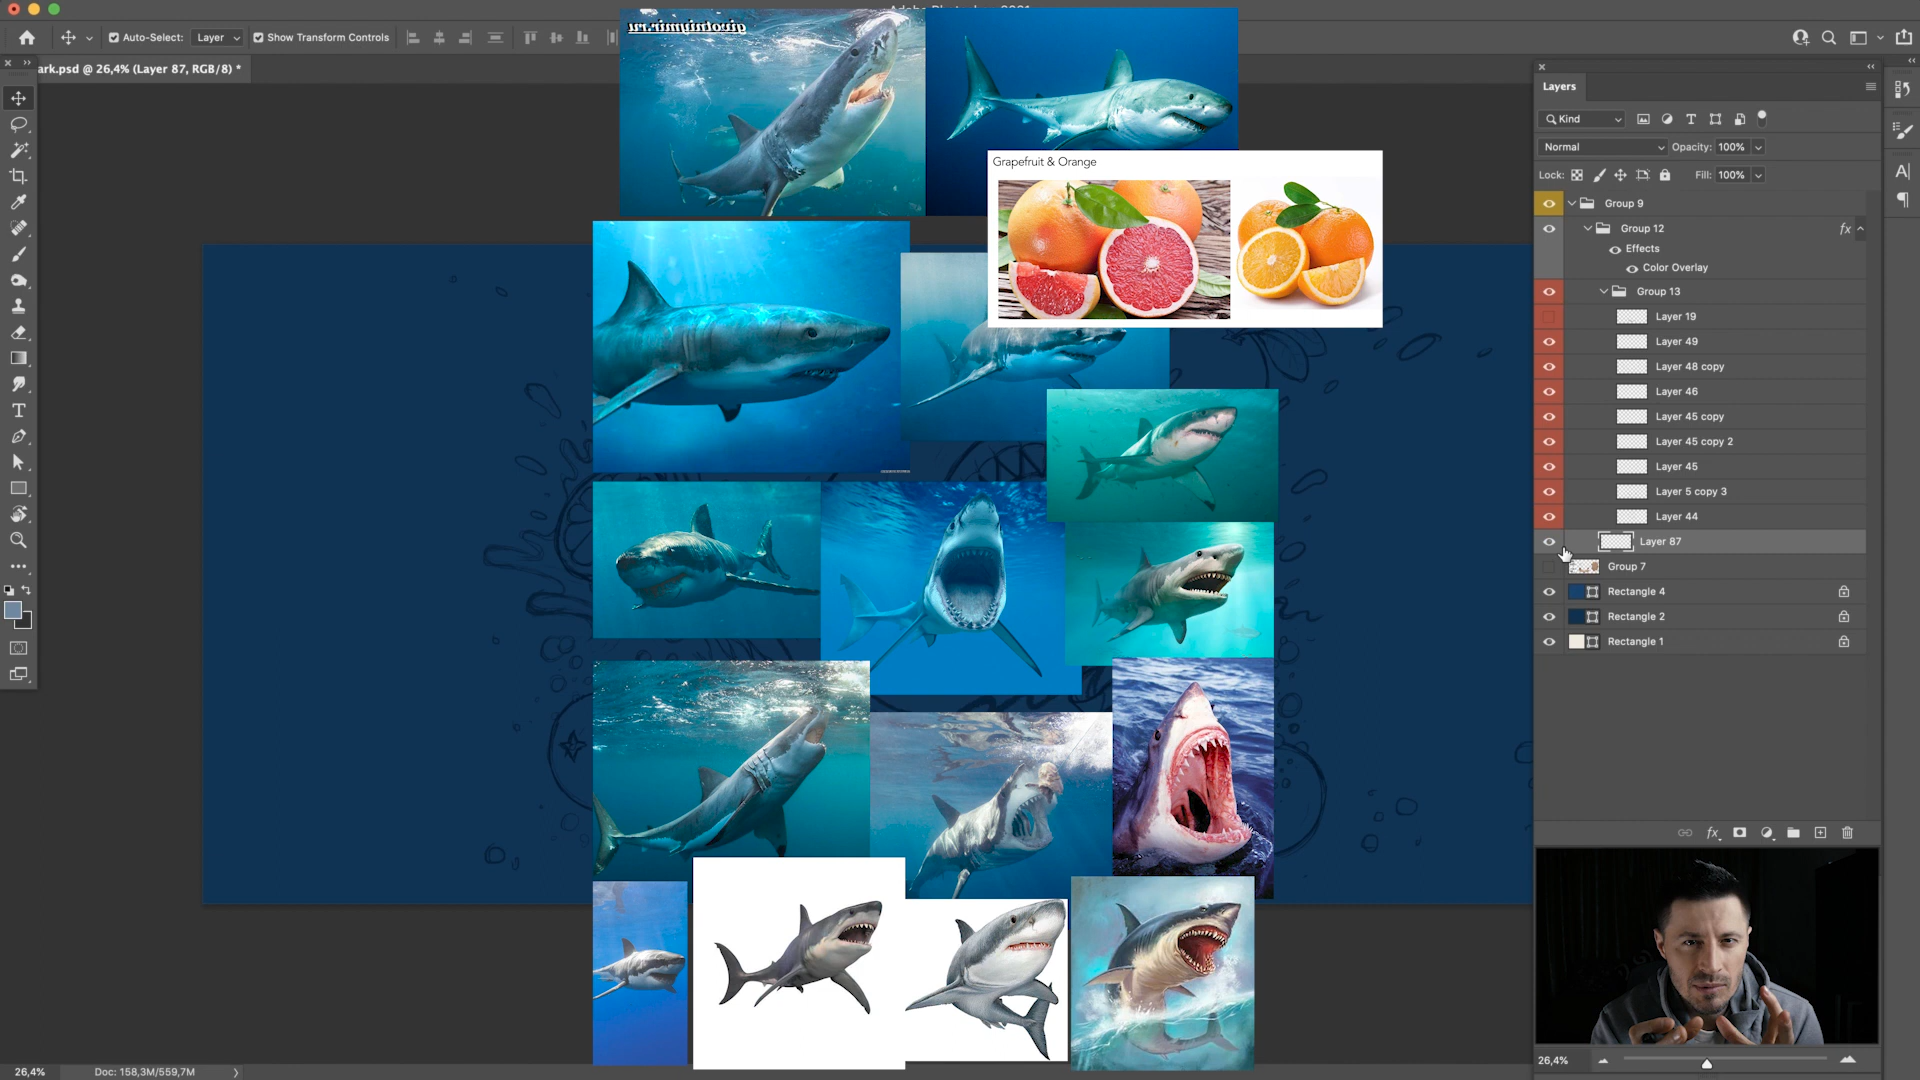 Auto-Select:
Layer
Show Transform Controls
ark.psd @ 26,4% (Layer 87, RGB/8) *
Grapefruit & Orange
Layers
Kind
Normal
Opacity: 100%
Lock:
Fill: 100%
Group 9
Group 12
fx
Effects
Color Overlay
Group 13
Layer 19
Layer 49
Layer 48 copy
Layer 46
Layer 45 copy
Layer 45 copy 2
Layer 45
Layer 5 copy 3
Layer 44
Layer 87
Group 7
Rectangle 4
Rectangle 2
Rectangle 1
fx
26,4%
26,4%
Doc: 158,3M/559,7M